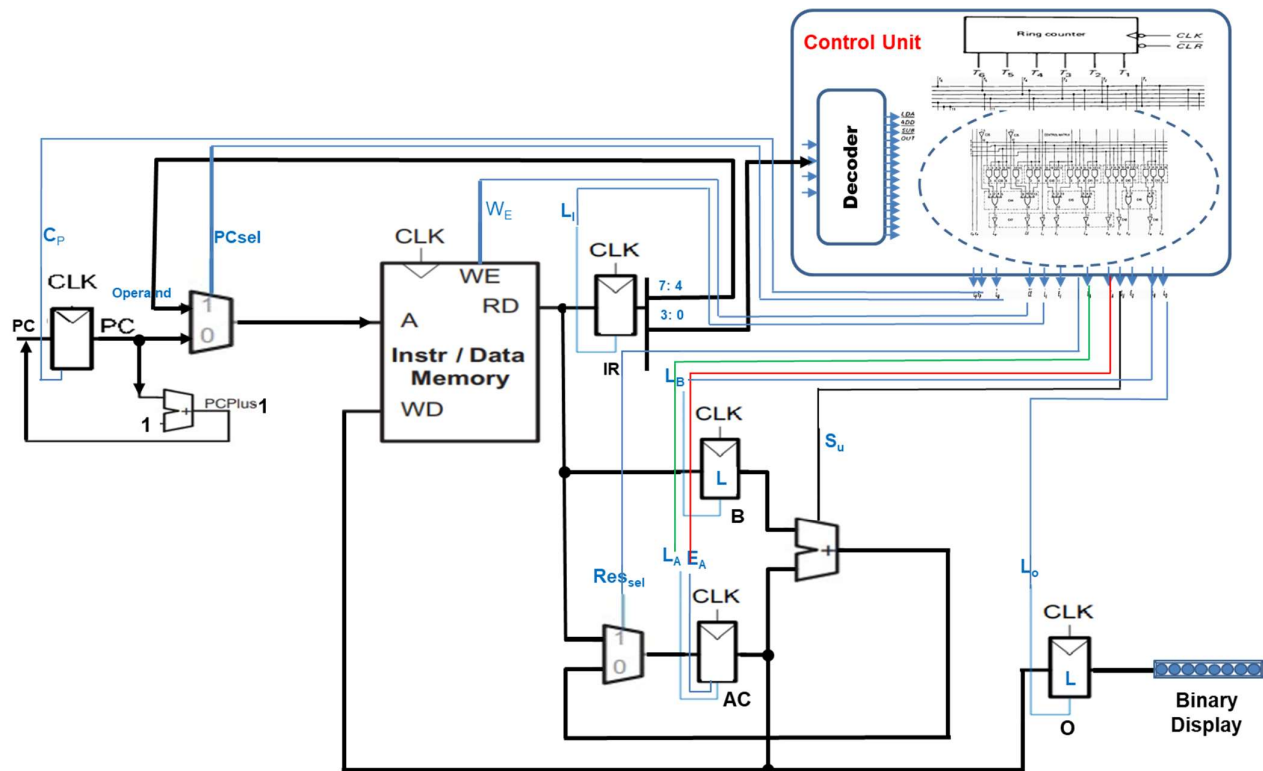 Control Unit
Ring counter
CLK
CLR
T6 T5 T4 T3 T2 T1
Decoder
LDA
ADD
SUB
OUT
CP
PCsel
WE
LI
CLK
CLK
CLK
Operaind
WE
7: 4
3: 0
1
0
RD
PC
PC
A
Instr / Data
Memory
IR
WD
PCPlus1
1
+
LB
CLK
Su
L
B
+
LA EA
Ressel
Lo
CLK
CLK
1
0
L
AC
O
Binary
Display